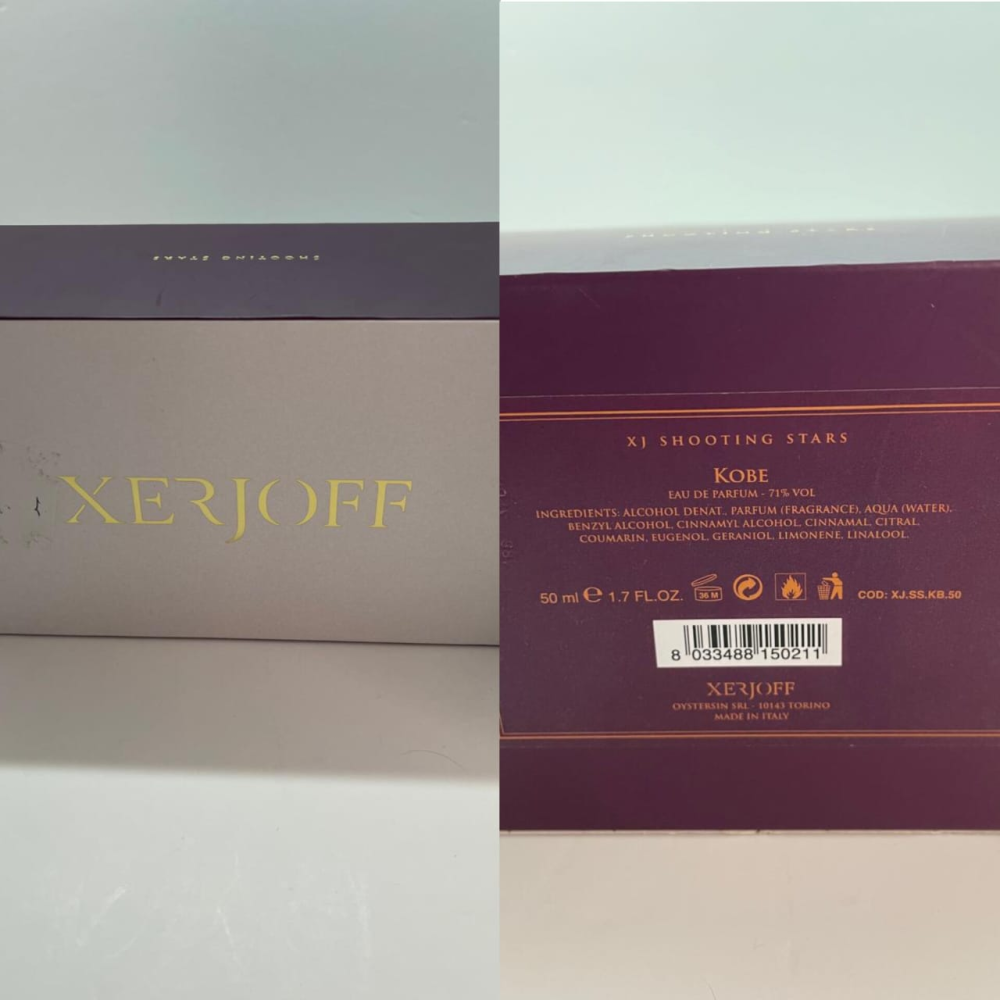 SHOOTING STARS
XERJOFF
XJ SHOOTING STARS
KOBE
EAU DE PARFUM - 71% VOL
INGREDIENTS: ALCOHOL DENAT., PARFUM (FRAGRANCE), AQUA (WATER),
BENZYL ALCOHOL, CINNAMYL ALCOHOL, CINNAMAL, CITRAL,
COUMARIN, EUGENOL, GERANIOL, LIMONENE, LINALOOL.
50 ml e 1.7 FL.OZ. 36 M COD: XJ.SS.KB.50
8 033488 150211
XERJOFF
OYSTERSIN SRL - 10143 TORINO
MADE IN ITALY